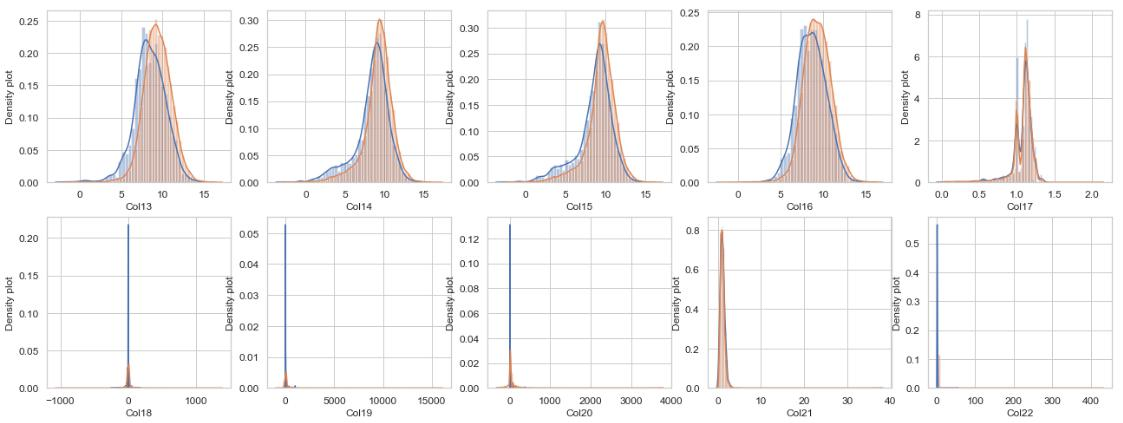 Density plot
0.25
0.20
0.15
0.10
0.05
0.00
0 5 10 15
Col13
Density plot
0.30
0.25
0.20
0.15
0.10
0.05
0.00
0 5 10 15
Col14
Density plot
0.30
0.25
0.20
0.15
0.10
0.05
0.00
0 5 10 15
Col15
Density plot
0.25
0.20
0.15
0.10
0.05
0.00
0 5 10 15
Col16
Density plot
8
6
4
2
0
0.0 0.5 1.0 1.5 2.0
Col17
Density plot
0.20
0.15
0.10
0.05
0.00
−1000 0 1000
Col18
Density plot
0.05
0.04
0.03
0.02
0.01
0.00
0 5000 10000 15000
Col19
Density plot
0.12
0.10
0.08
0.06
0.04
0.02
0.00
0 1000 2000 3000 4000
Col20
Density plot
0.8
0.6
0.4
0.2
0.0
0 10 20 30 40
Col21
Density plot
0.5
0.4
0.3
0.2
0.1
0.0
0 100 200 300 400
Col22